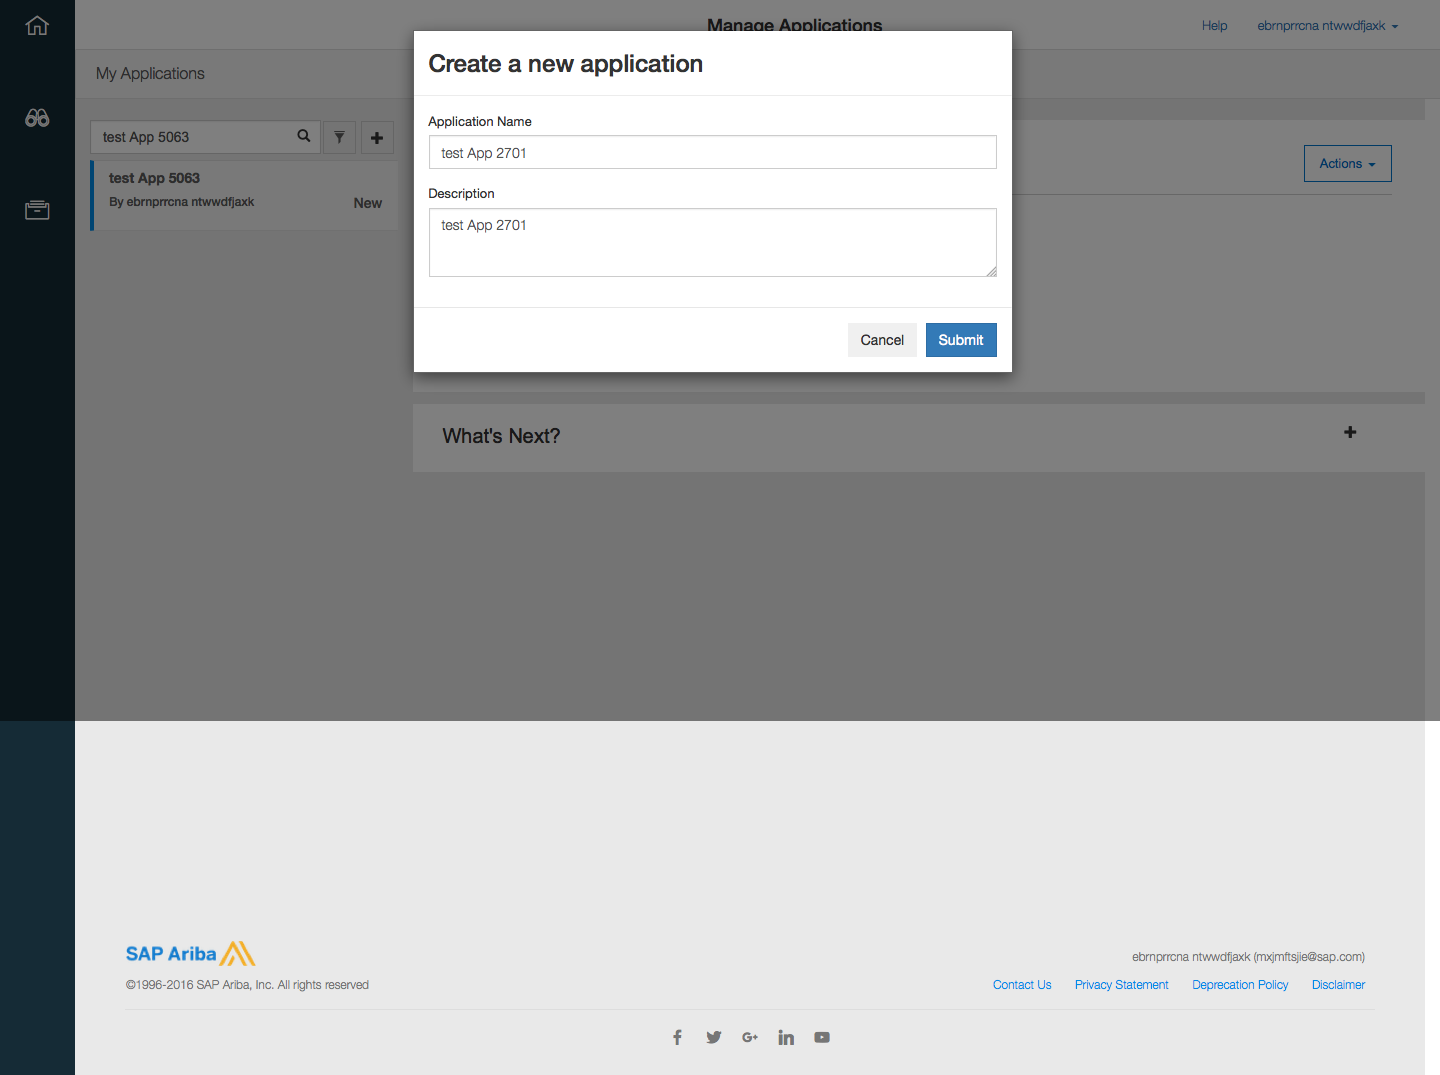 Manage Applications
Help
ebrnprrcna ntwwdfjaxk
My Applications
test App 5063
test App 5063
By ebrnprrcna ntwwdfjaxk
New
Create a new application
Application Name
test App 2701
Description
test App 2701
Cancel
Submit
Actions
What's Next?
SAP Ariba
ebrnprrcna ntwwdfjaxk (mxjmftsjie@sap.com)
©1996-2016 SAP Ariba, Inc. All rights reserved
Contact Us
Privacy Statement
Deprecation Policy
Disclaimer